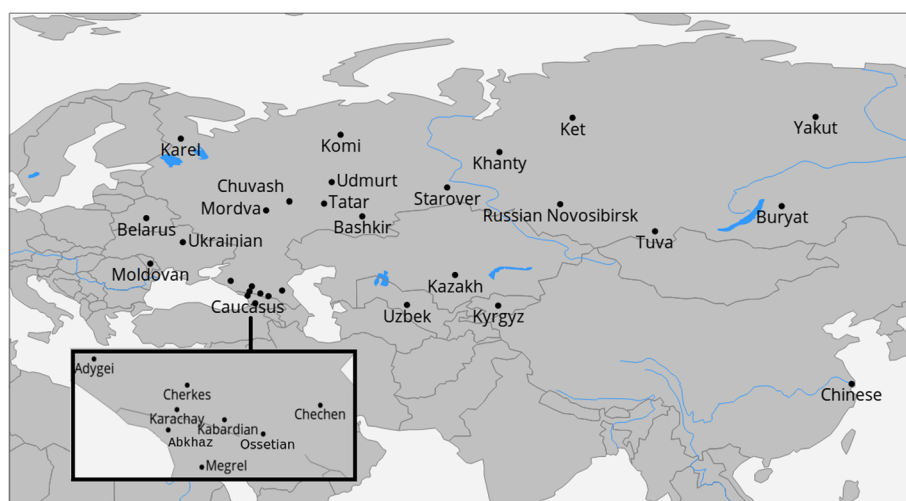 Yakut
Ket
Karel
Komi
Khanty
Chuvash
Udmurt
Starover
Mordva
Tatar
Russian Novosibirsk
Buryat
Belarus
Bashkir
Ukrainian
Tuva
Moldovan
Kazakh
Caucasus
Uzbek
Kyrgyz
Chinese
Adygei
Cherkes
Karachay
Chechen
Kabardian
Abkhaz
Ossetian
Megrel